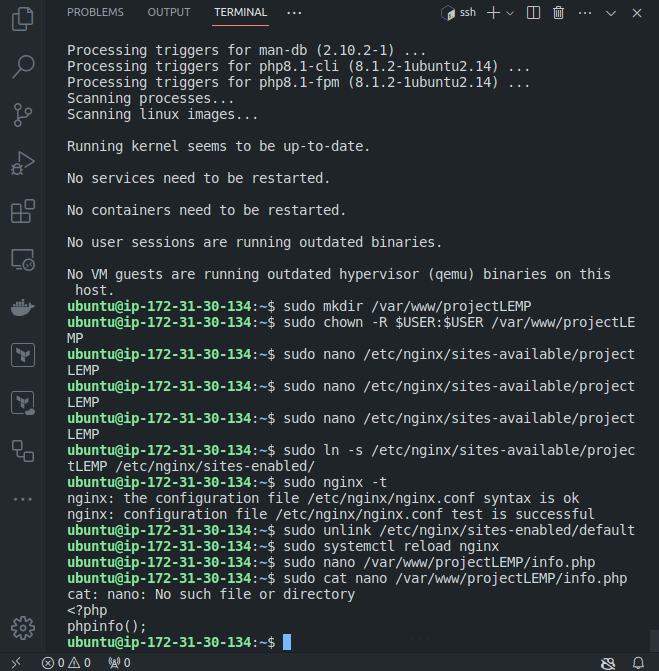 PROBLEMS OUTPUT TERMINAL ··· ssh
Processing triggers for man-db (2.10.2-1) ...
Processing triggers for php8.1-cli (8.1.2-1ubuntu2.14) ...
Processing triggers for php8.1-fpm (8.1.2-1ubuntu2.14) ...
Scanning processes...
Scanning linux images...
Running kernel seems to be up-to-date.
No services need to be restarted.
No containers need to be restarted.
No user sessions are running outdated binaries.
No VM guests are running outdated hypervisor (qemu) binaries on this
host.
ubuntu@ip-172-31-30-134:~$ sudo mkdir /var/www/projectLEMP
ubuntu@ip-172-31-30-134:~$ sudo chown -R $USER:$USER /var/www/projectLE
MP
ubuntu@ip-172-31-30-134:~$ sudo nano /etc/nginx/sites-available/project
LEMP
ubuntu@ip-172-31-30-134:~$ sudo nano /etc/nginx/sites-available/project
LEMP
ubuntu@ip-172-31-30-134:~$ sudo nano /etc/nginx/sites-available/project
LEMP
ubuntu@ip-172-31-30-134:~$ sudo ln -s /etc/nginx/sites-available/projec
tLEMP /etc/nginx/sites-enabled/
ubuntu@ip-172-31-30-134:~$ sudo nginx -t
nginx: the configuration file /etc/nginx/nginx.conf syntax is ok
nginx: configuration file /etc/nginx/nginx.conf test is successful
ubuntu@ip-172-31-30-134:~$ sudo unlink /etc/nginx/sites-enabled/default
ubuntu@ip-172-31-30-134:~$ sudo systemctl reload nginx
ubuntu@ip-172-31-30-134:~$ sudo nano /var/www/projectLEMP/info.php
ubuntu@ip-172-31-30-134:~$ sudo cat nano /var/www/projectLEMP/info.php
cat: nano: No such file or directory
<?php
phpinfo();
ubuntu@ip-172-31-30-134:~$
0 0 0